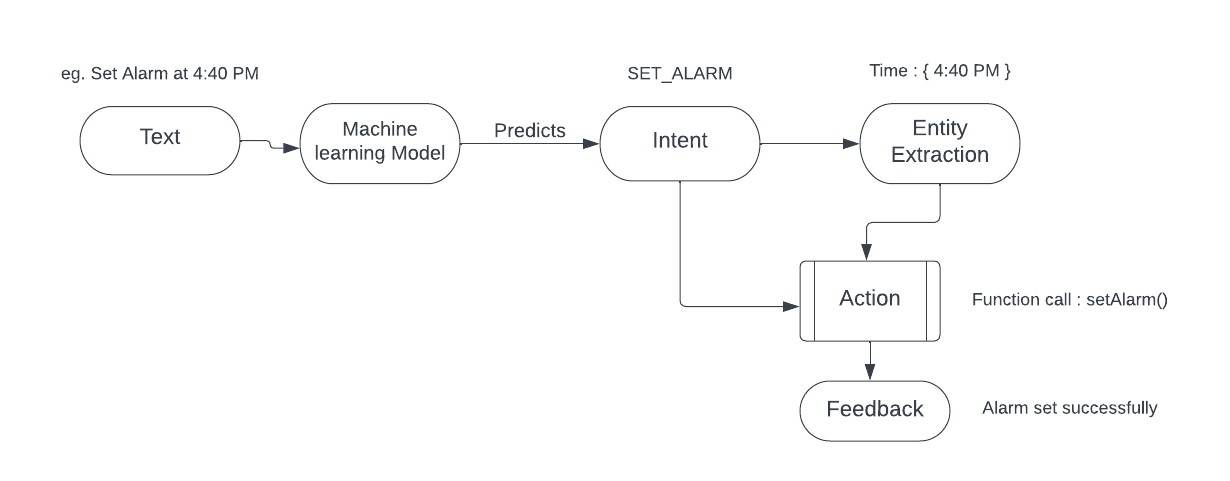 eg. Set Alarm at 4:40 PM
SET_ALARM
Time : { 4:40 PM }
Text
Machine
learning Model
Predicts
Intent
Entity
Extraction
Action
Function call : setAlarm()
Feedback
Alarm set successfully